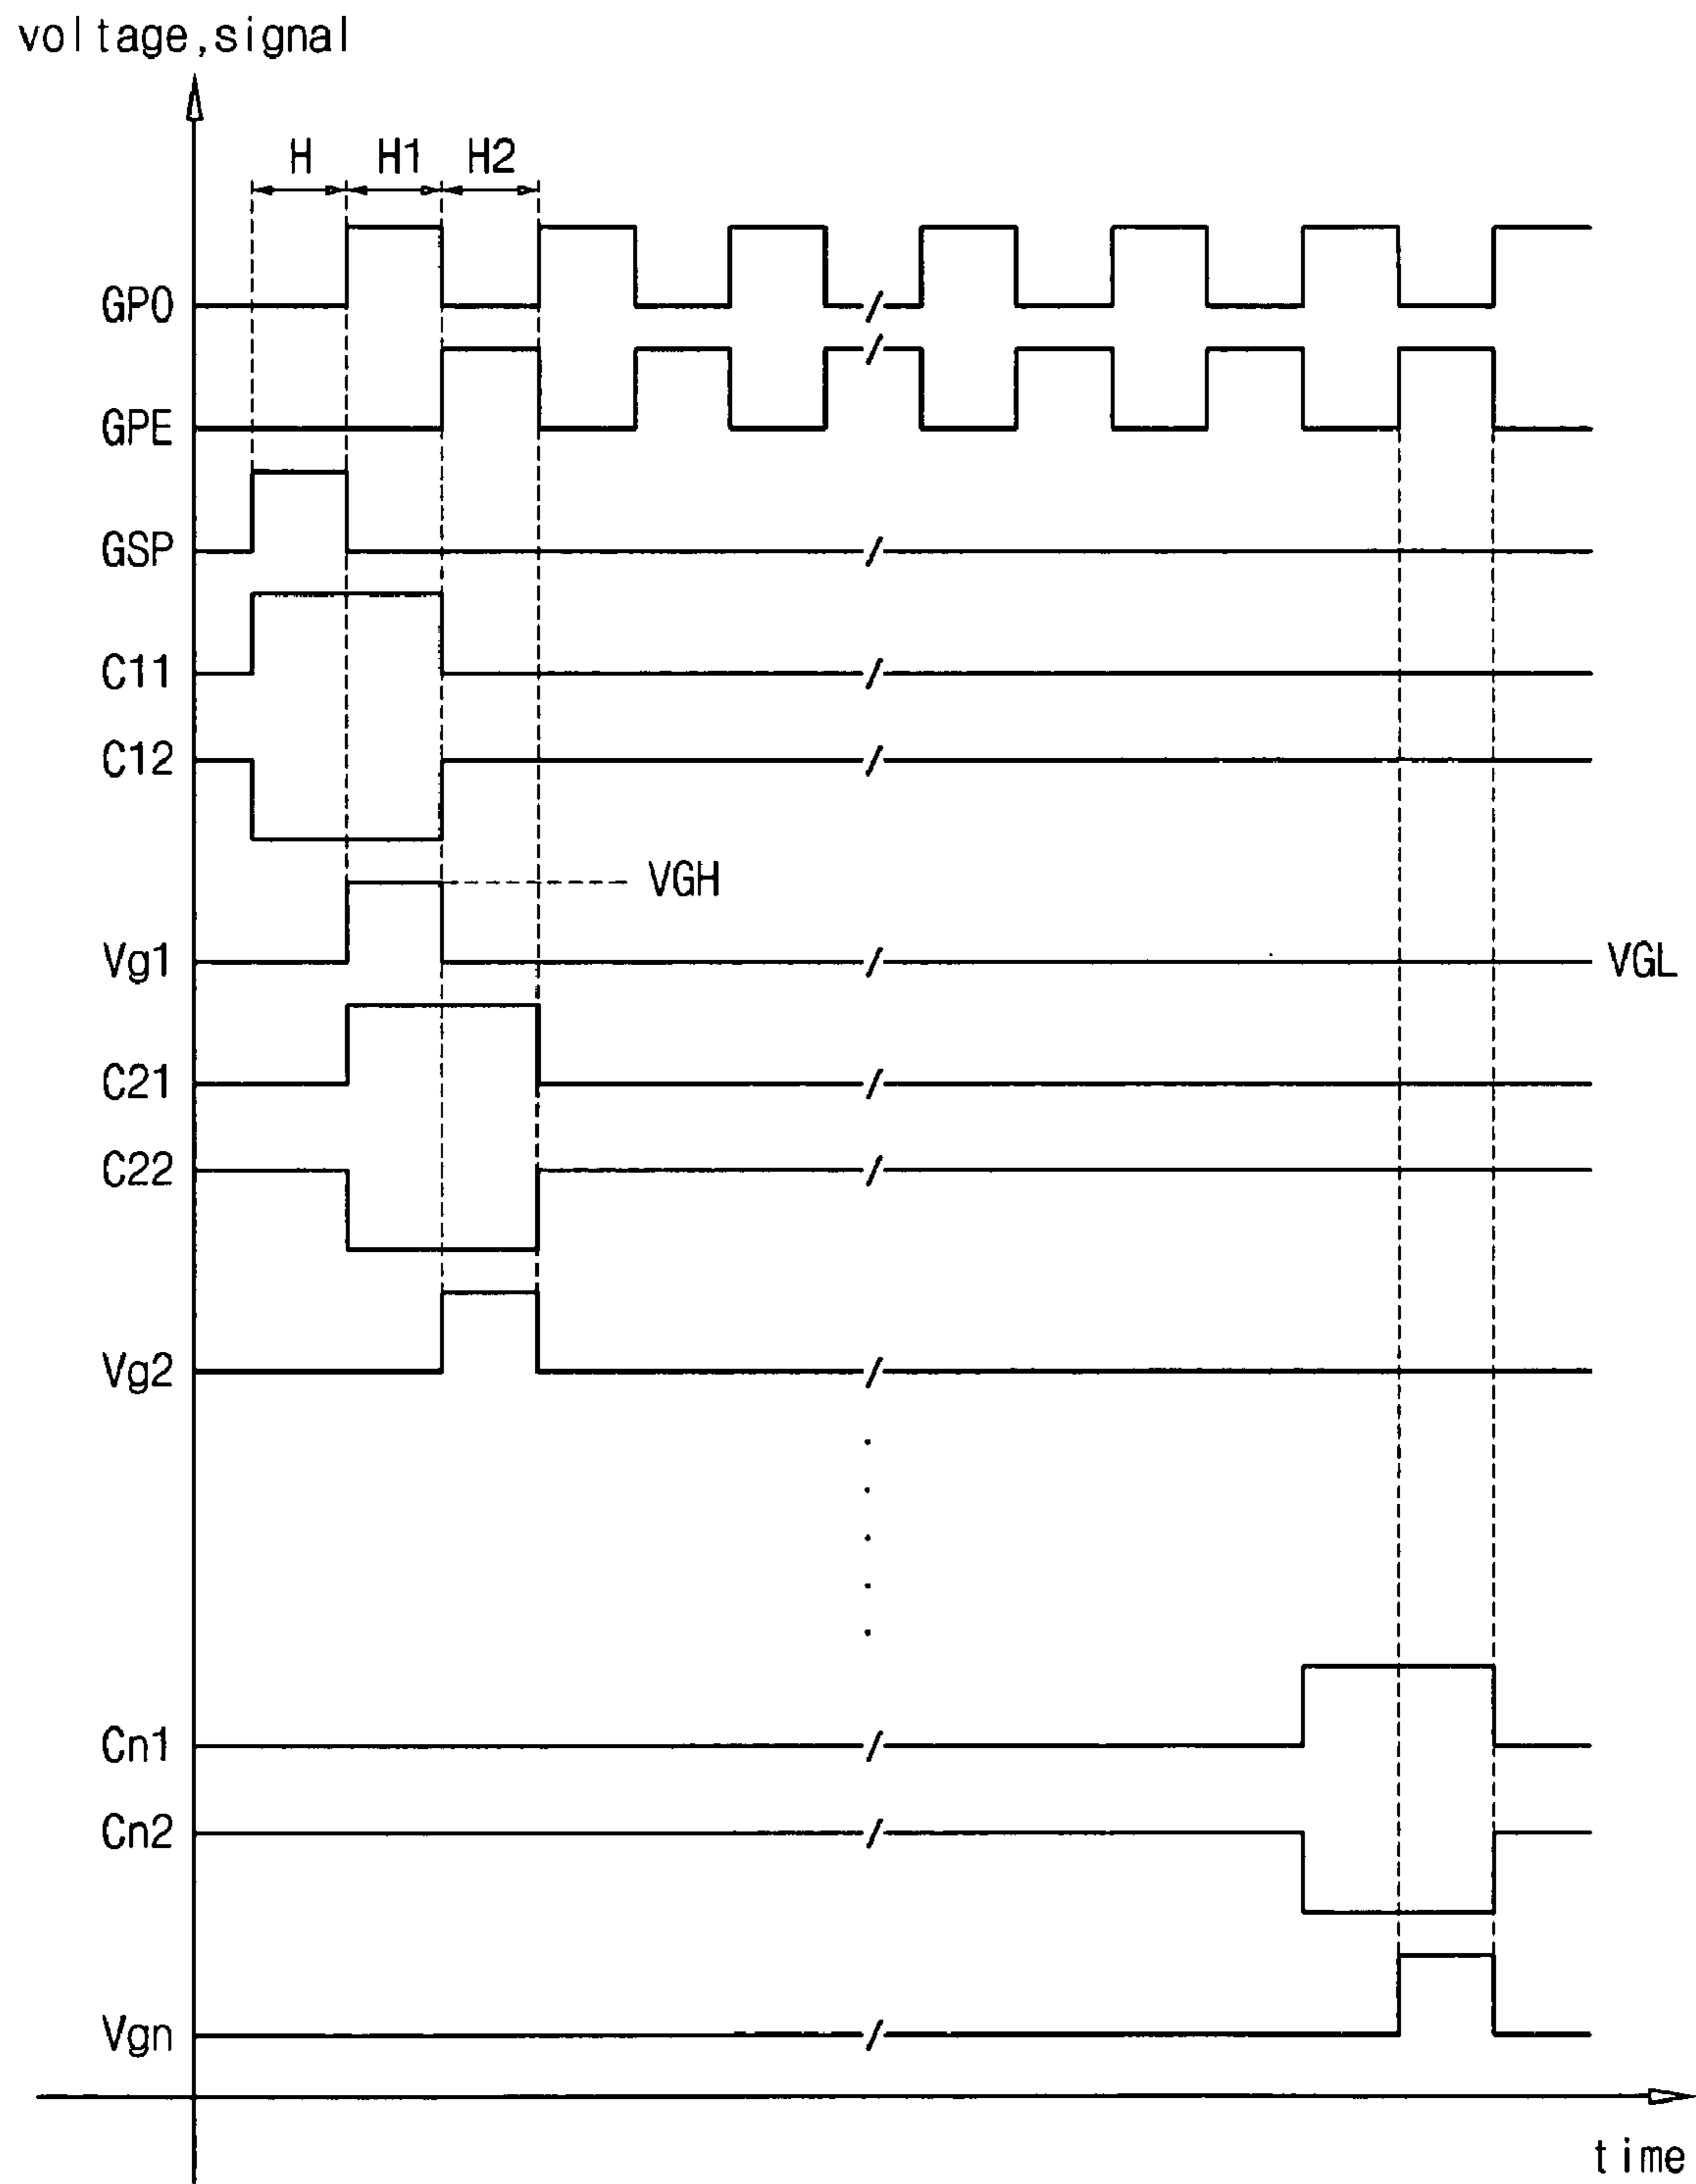 voltage,signal
H H1 H2
GPO
GPE
GSP
C11
C12
VGH
Vg1
VGL
C21
C22
Vg2
Cn1
Cn2
Vgn
time